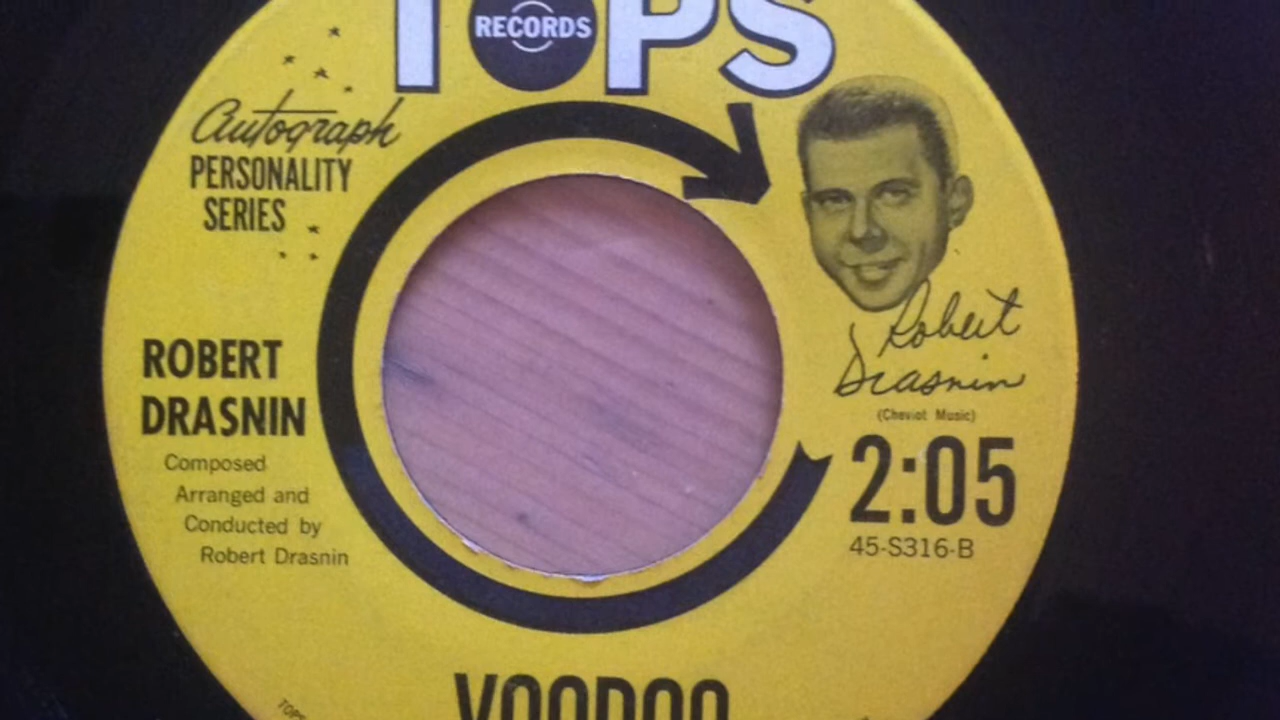 TOPS
RECORDS
Autograph
PERSONALITY
SERIES
ROBERT
DRASNIN
Composed
Arranged and
Conducted by
Robert Drasnin
Robert
Drasnin
(Cheviot Music)
2:05
45-S316-B
VOODOO
TOPS